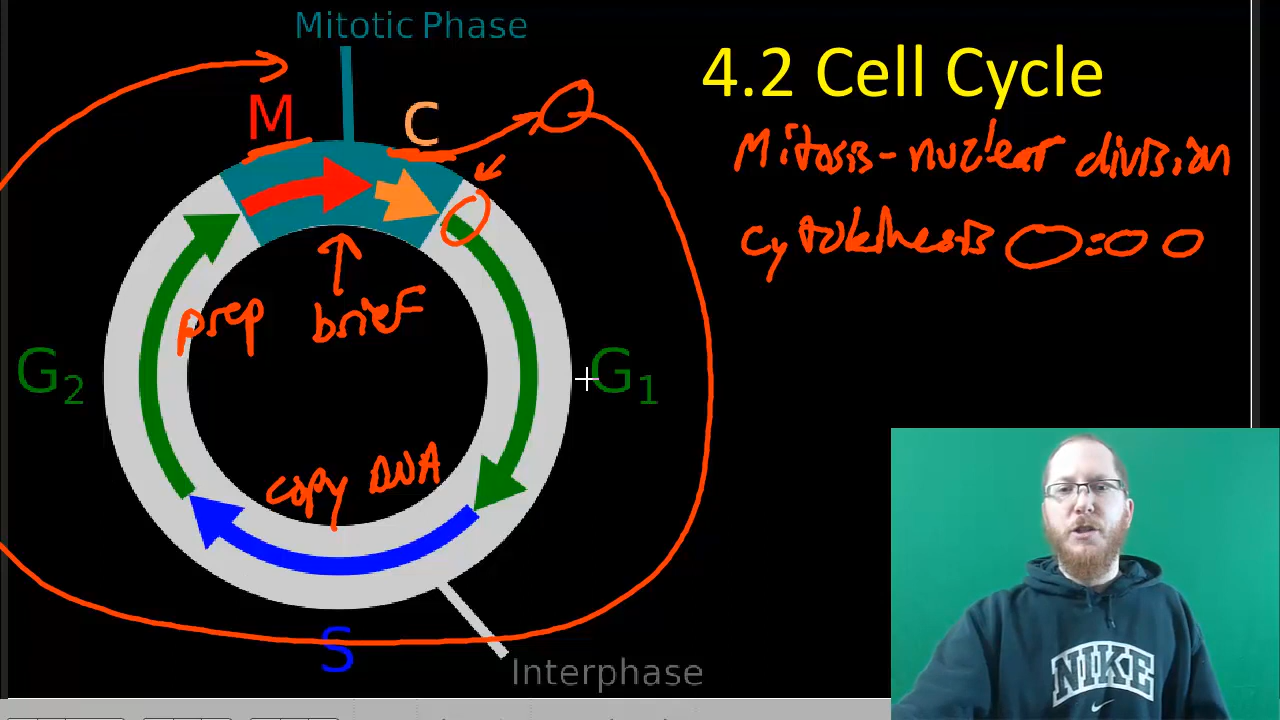 Mitotic Phase
4.2 Cell Cycle
M
C
Mitosis - nuclear division
cytokinesis
prep
brief
G2
G1
copy DNA
S
Interphase
NIKE